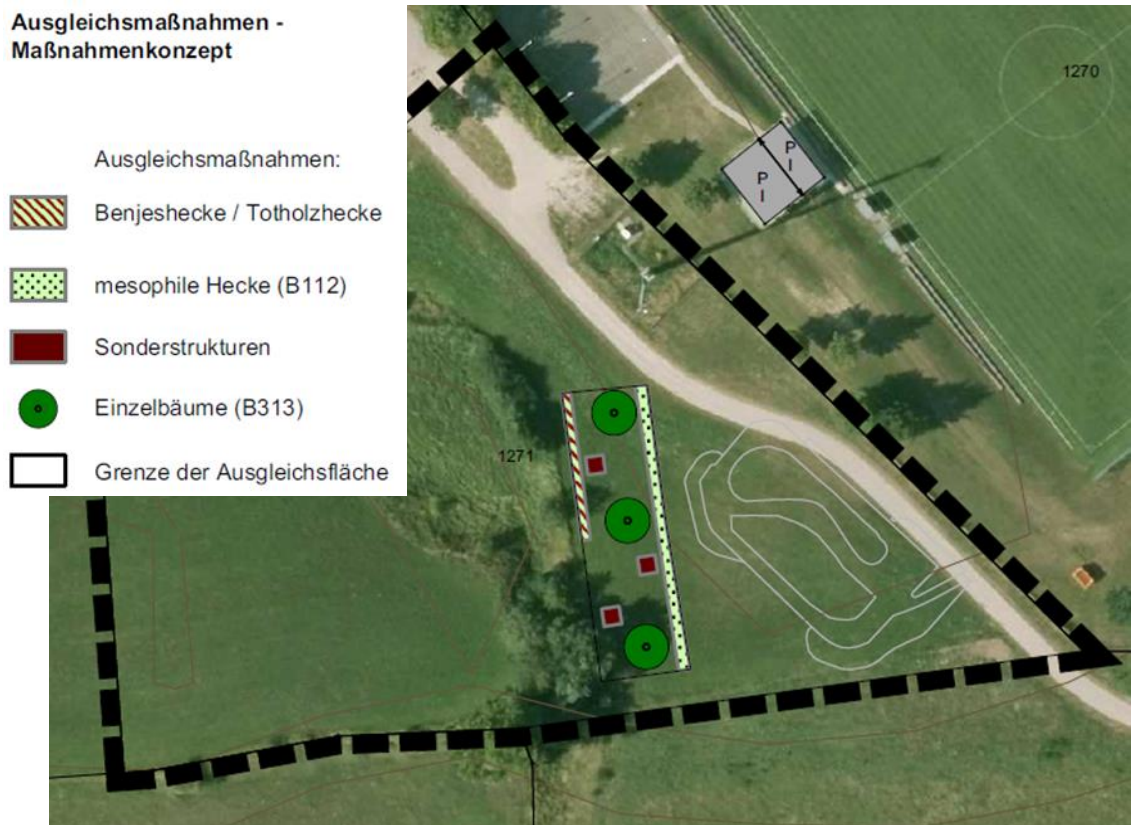 Ausgleichsmaßnahmen -
Maßnahmenkonzept
Ausgleichsmaßnahmen:
Benjeshecke / Totholzhecke
mesophile Hecke (B112)
Sonderstrukturen
Einzelbäume (B313)
Grenze der Ausgleichsfläche
1270
P
I
P
I
1271